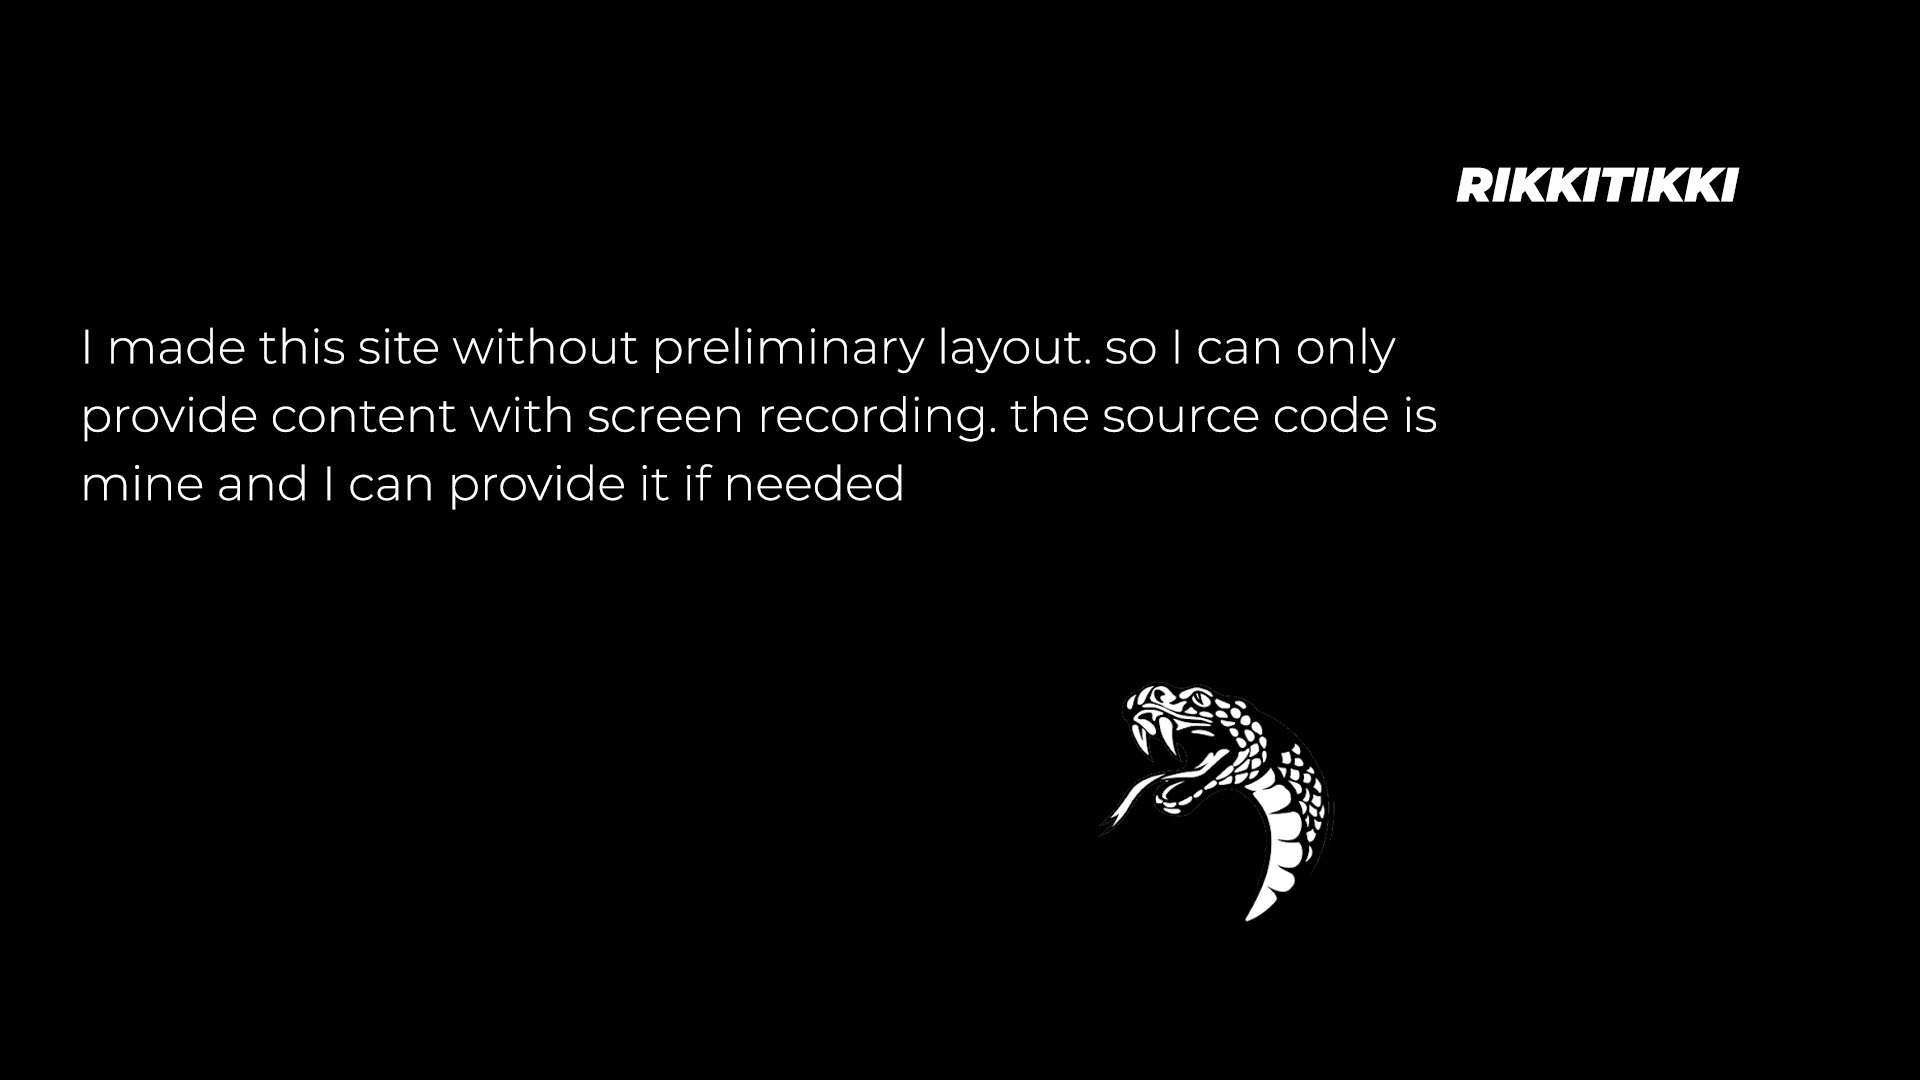 RIKKITIKKI
I made this site without preliminary layout. so I can only
provide content with screen recording. the source code is
mine and I can provide it if needed